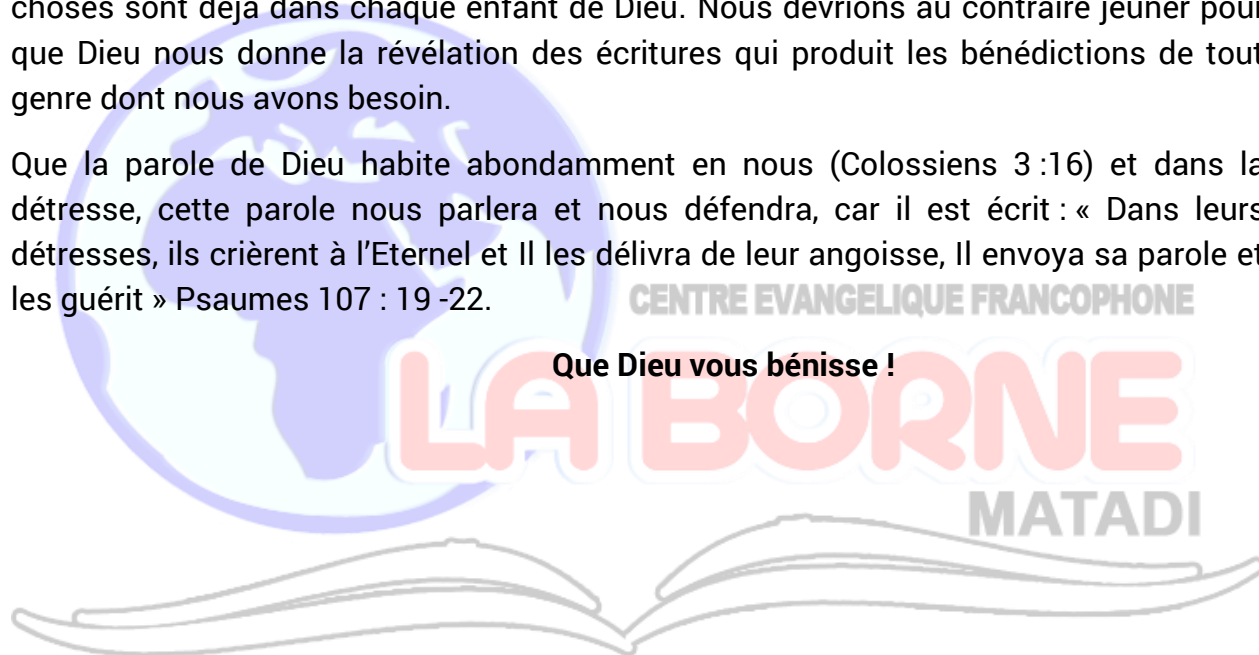 choses sont déjà dans chaque enfant de Dieu. Nous devrions au contraire jeuner pour
que Dieu nous donne la révélation des écritures qui produit les bénédictions de tout
genre dont nous avons besoin.
Que la parole de Dieu habite abondamment en nous (Colossiens 3 :16) et dans la
détresse, cette parole nous parlera et nous défendra, car il est écrit : « Dans leurs
détresses, ils crièrent à l'Eternel et Il les délivra de leur angoisse, Il envoya sa parole et
les guérit » Psaumes 107 : 19 -22.
CENTRE EVANGELIQUE FRANCOPHONE
Que Dieu vous bénisse !
LA BORNE
MATADI